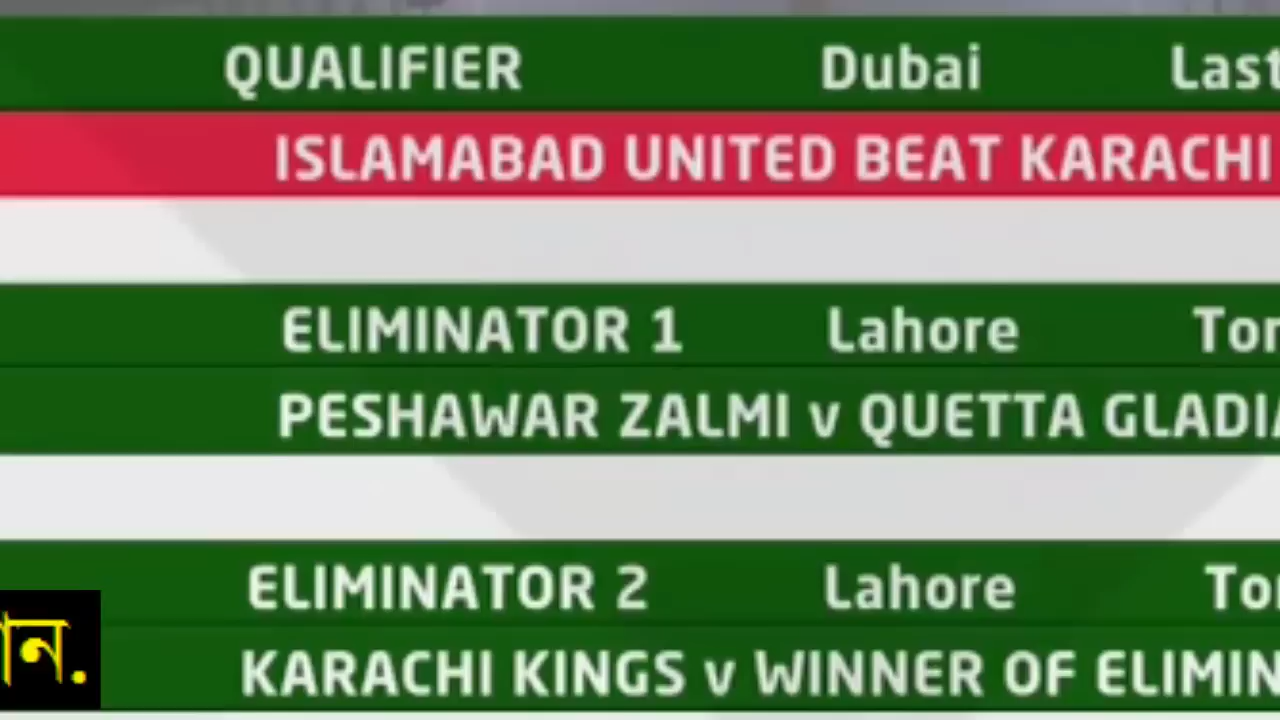 QUALIFIER Dubai Last
ISLAMABAD UNITED BEAT KARACHI
ELIMINATOR 1 Lahore
PESHAWAR ZALMI v QUETTA
ELIMINATOR 2 Lahore
KARACHI KINGS v WINNER OF